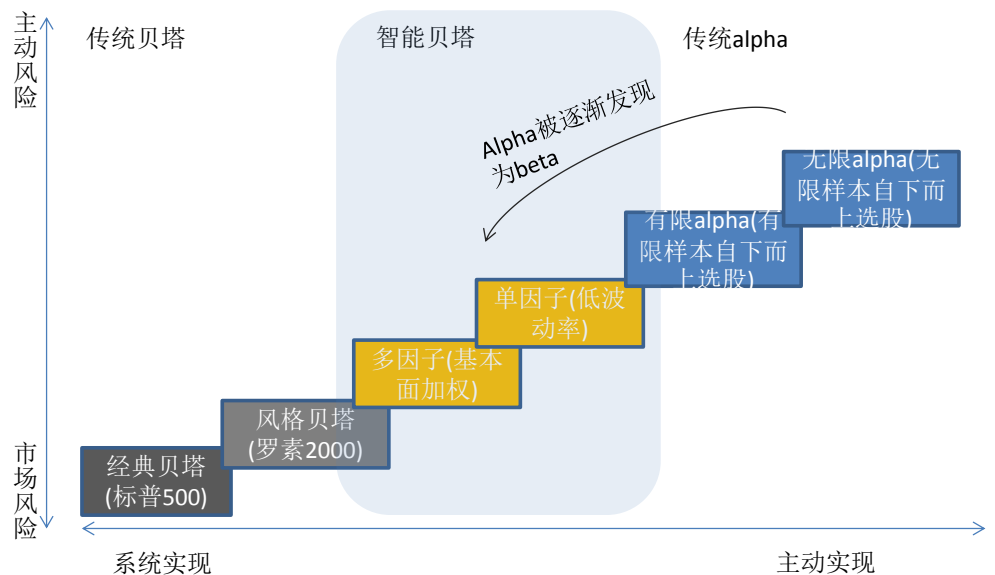 主动风险
传统贝塔
智能贝塔
传统alpha
Alpha被逐渐发现
为beta
无限alpha(无
限样本自下而
上选股)
有限alpha(有
限样本自下而
上选股)
单因子(低波
动率)
多因子(基本
面加权)
风格贝塔
(罗素2000)
经典贝塔
(标普500)
市场风险
系统实现
主动实现